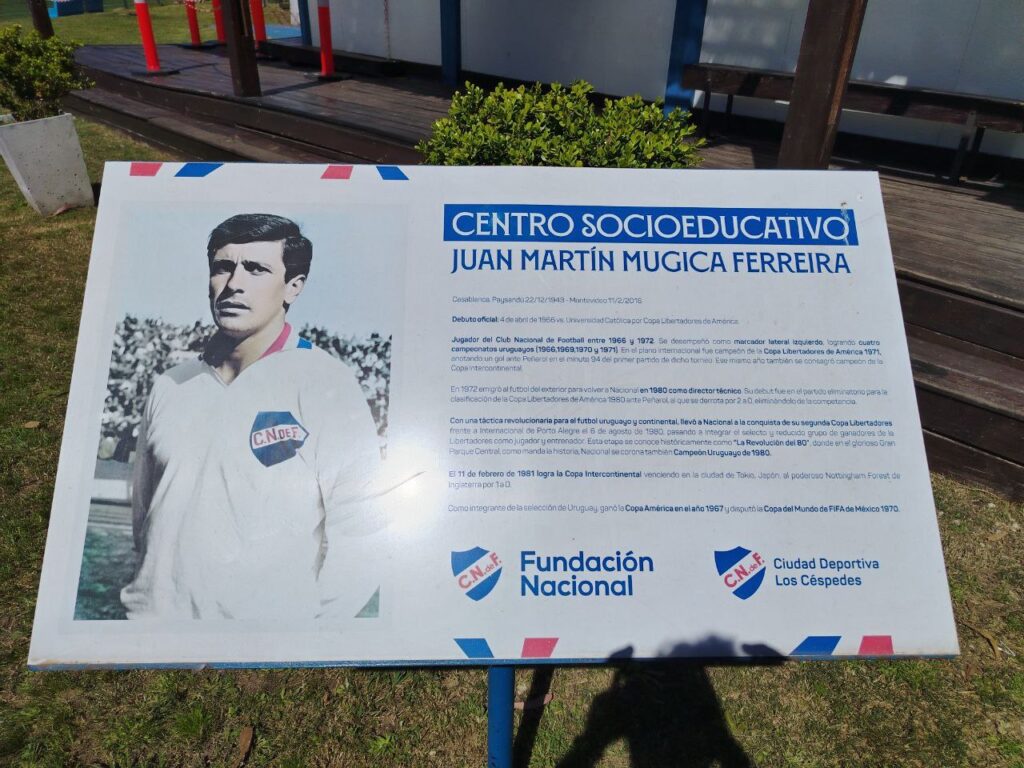 CENTRO SOCIOEDUCATIVO
JUAN MARTÍN MUGICA FERREIRA
Casablanca, Paysandú 22/12/1943 - Montevideo 11/2/2016
Debuto oficial: 4 de abril de 1966 vs. Universidad Católica por Copa Libertadores de América.
Jugador del Club Nacional de Football entre 1966 y 1972. Se desempeñó como marcador lateral izquierdo, logrando cuatro
campeonatos uruguayos (1966,1969,1970 y 1971). En el plano internacional fue campeón de la Copa Libertadores de América 1971,
anotando un gol ante Peñarol en el minuto 94 del primer partido de dicho torneo. Ese mismo año también se consagró campeón de la
Copa Intercontinental.
En 1972 emigró al futbol del exterior para volver a Nacional en 1980 como director técnico. Su debut fue en el partido eliminatorio para la
clasificación de la Copa Libertadores de América 1980 ante Peñarol, al que se derrota por 2 a 0, eliminándolo de la competencia.
Con una táctica revolucionaria para el futbol uruguayo y continental, llevó a Nacional a la conquista de su segunda Copa Libertadores
frente a Internacional de Porto Alegre el 6 de agosto de 1980, pasando a integrar el selecto y reducido grupo de ganadores de la
Libertadores como jugador y entrenador. Esta etapa se conoce históricamente como "La Revolución del 80", donde en el glorioso Gran
Parque Central, como manda la historia, Nacional se corona también Campeón Uruguayo de 1980.
El 11 de febrero de 1981 logra la Copa Intercontinental venciendo en la ciudad de Tokio, Japón, al poderoso Nottingham Forest de
Inglaterra por 1 a 0.
Como integrante de la selección de Uruguay, ganó la Copa América en el año 1967 y disputó la Copa del Mundo de FIFA de México 1970.
C.N.deF.
C.N.deF.
Fundación
Nacional
C.N.deF.
Ciudad Deportiva
Los Céspedes